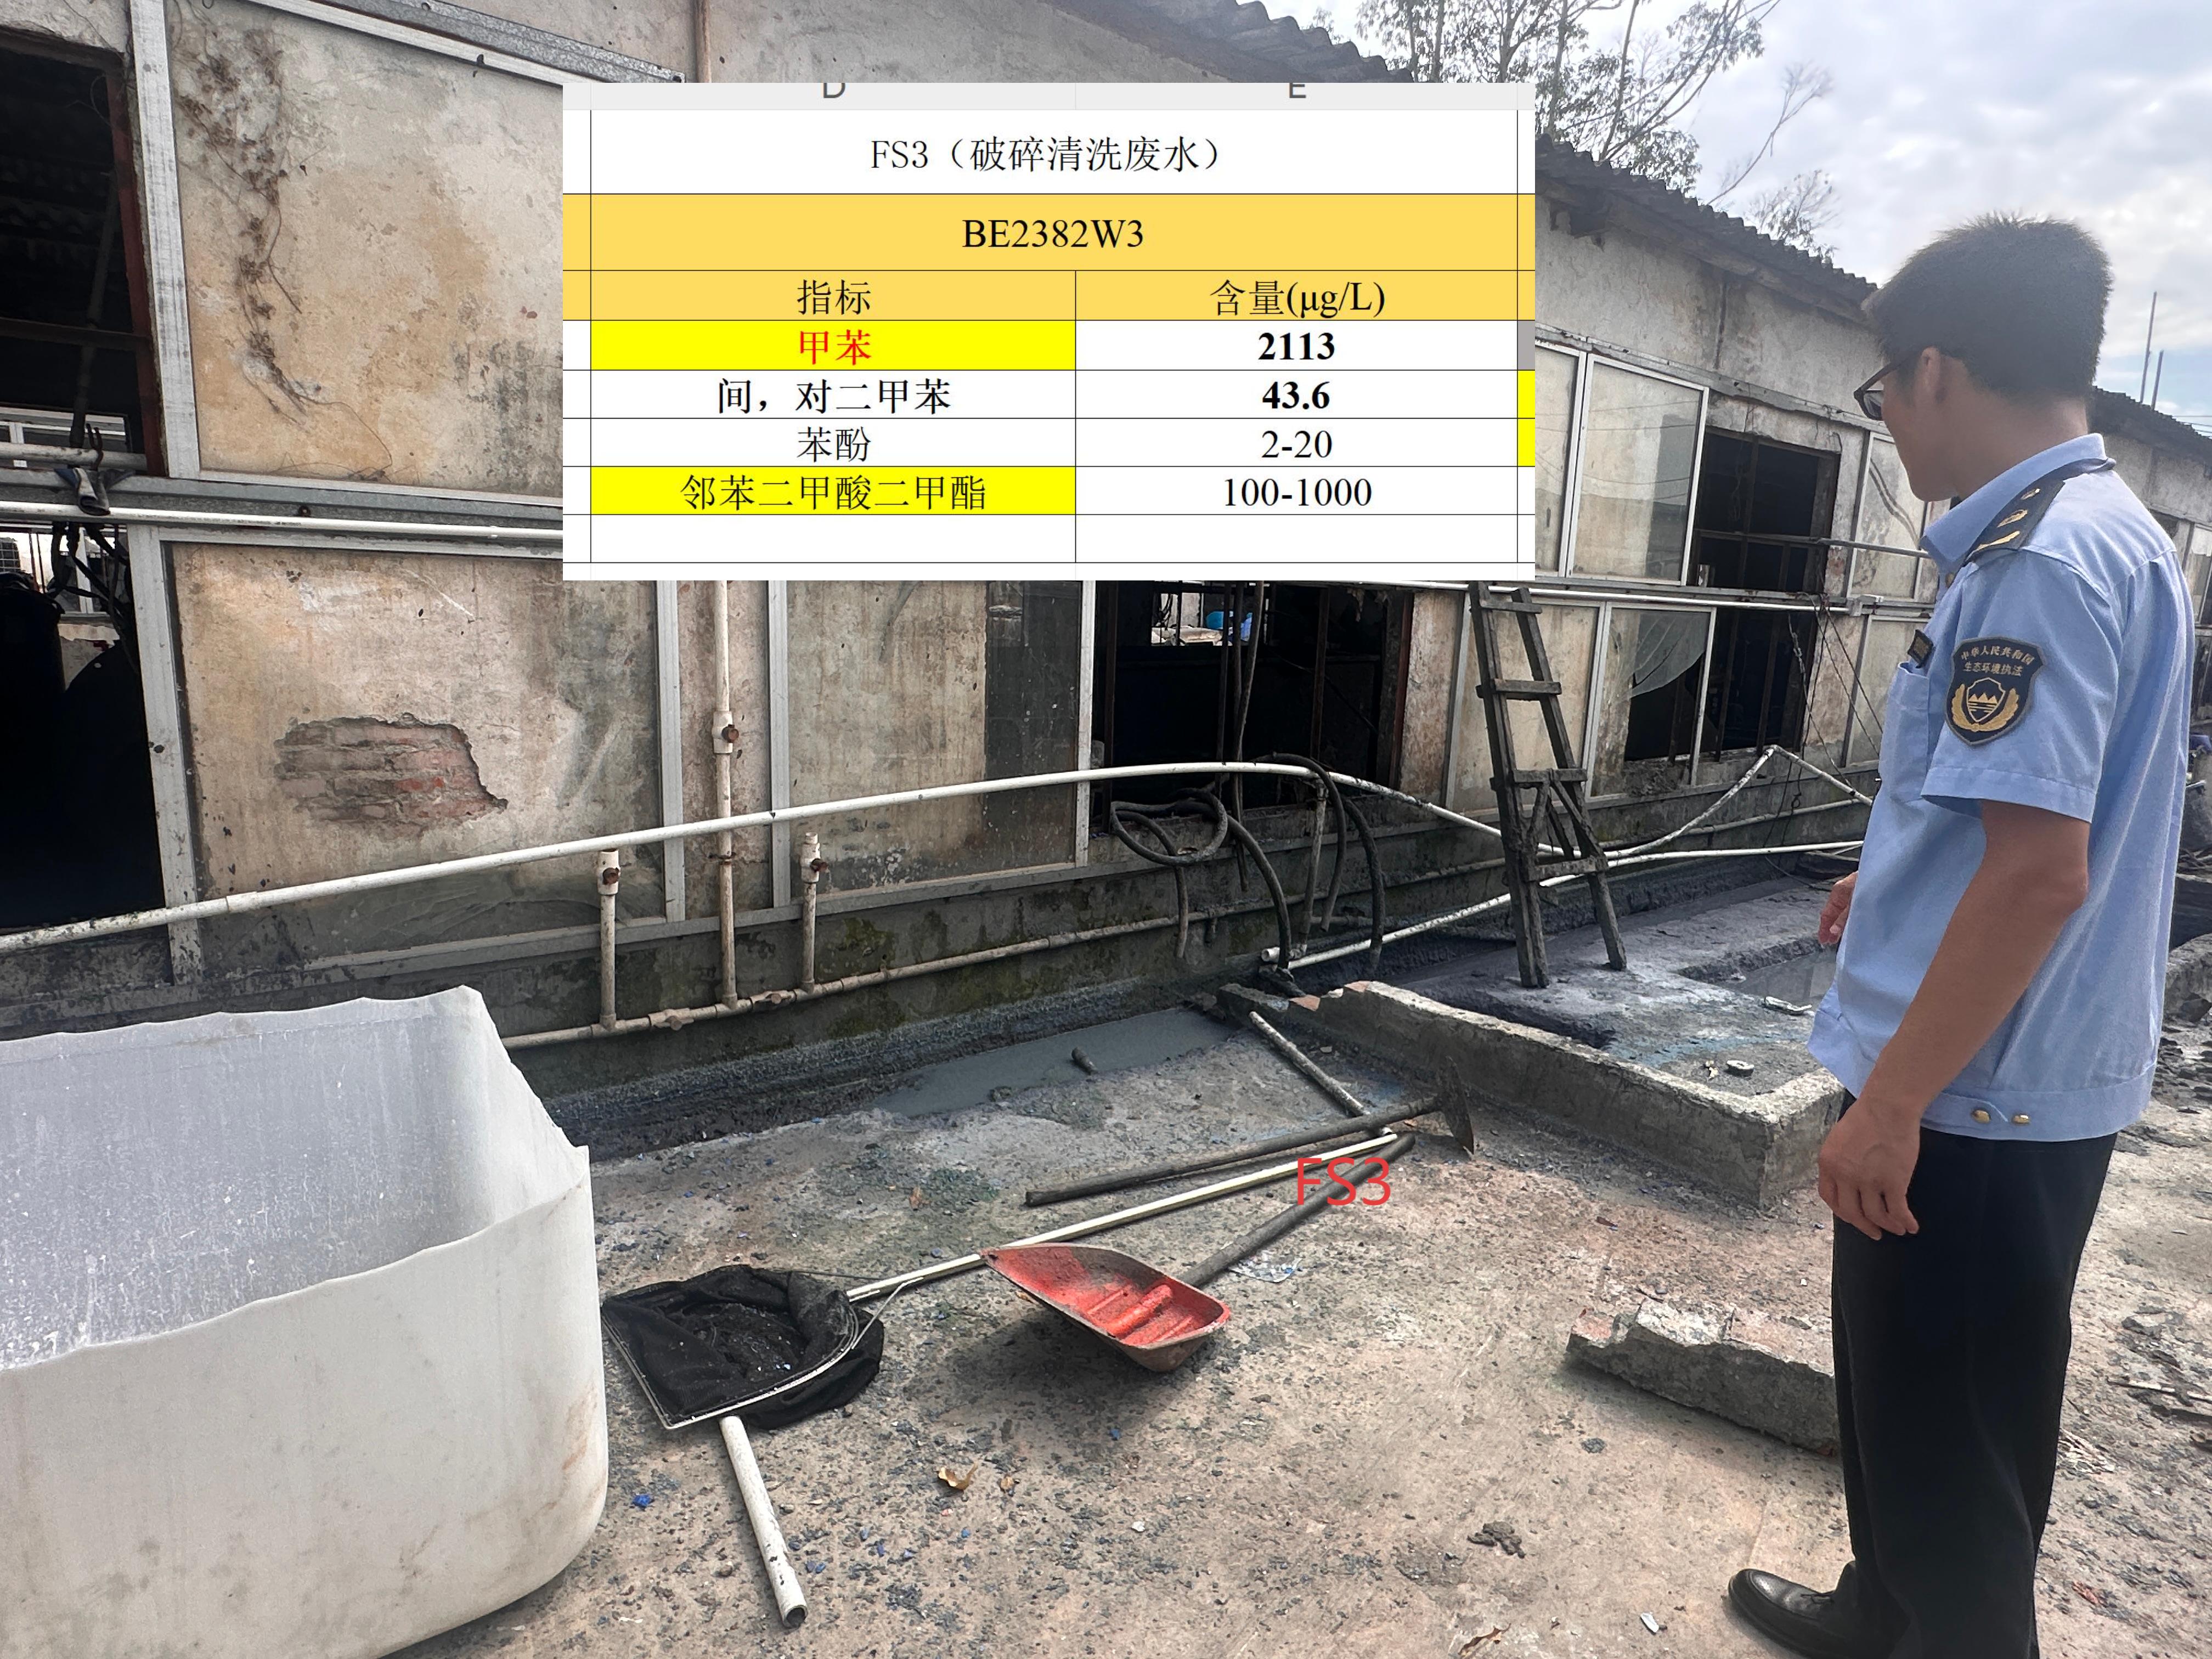 D E
FS3（破碎清洗废水）
BE2382W3
指标 含量(μg/L)
甲苯 2113
间，对二甲苯 43.6
苯酚 2-20
邻苯二甲酸二甲酯 100-1000
中华人民共和国
生态环境执法
FS3